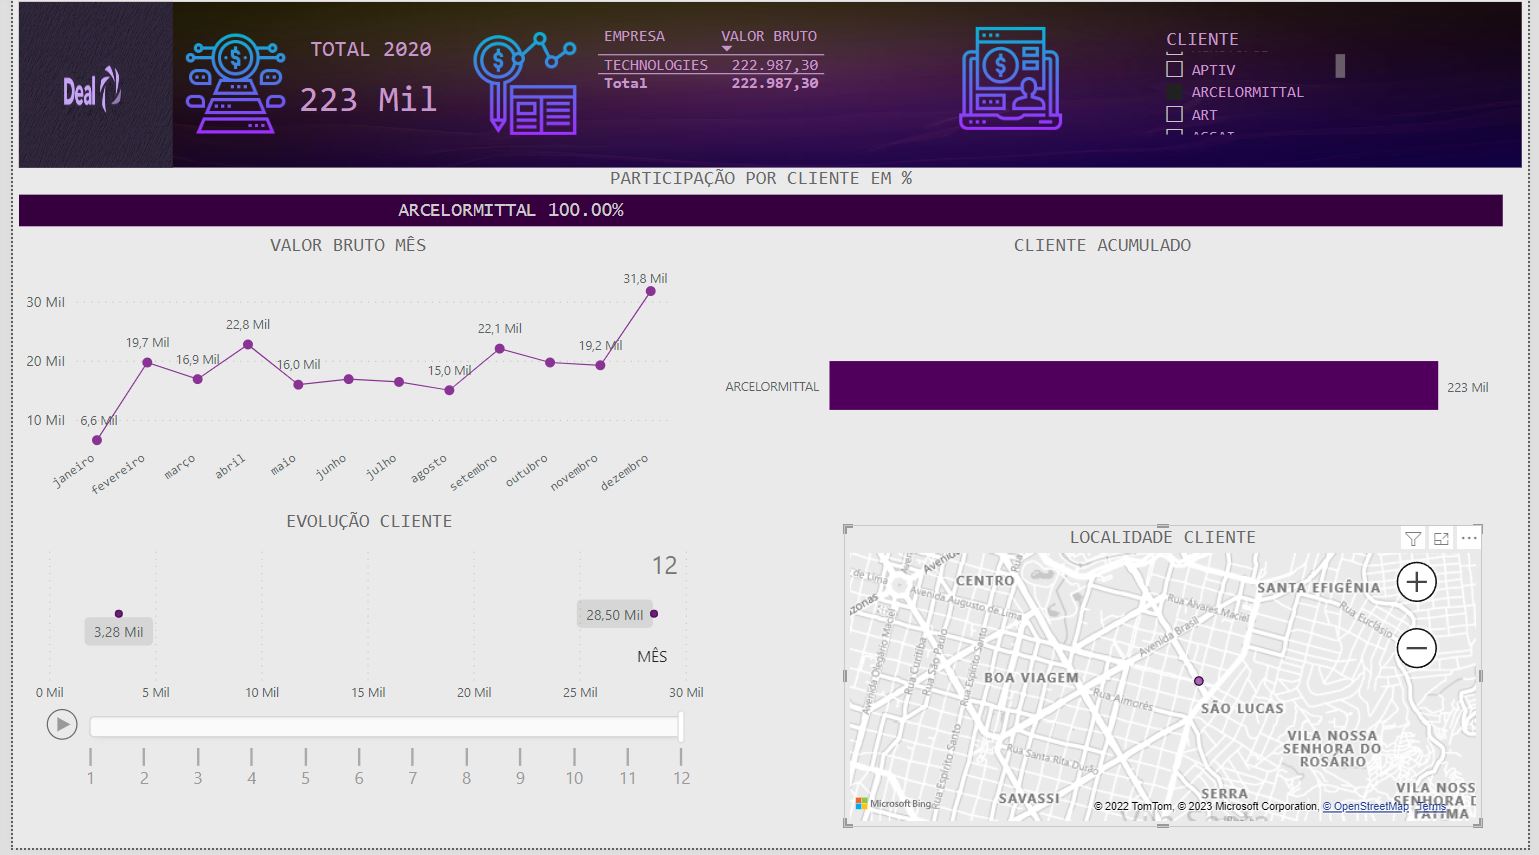 Deal
TOTAL 2020
223 Mil
EMPRESA VALOR BRUTO
TECHNOLOGIES 222.987,30
Total 222.987,30
CLIENTE
APTIV
ARCELORMITTAL
ART
ASSAI
PARTICIPAÇÃO POR CLIENTE EM %
ARCELORMITTAL 100.00%
VALOR BRUTO MÊS
30 Mil
20 Mil
10 Mil
6,6 Mil
19,7 Mil
16,9 Mil
22,8 Mil
16,0 Mil
15,0 Mil
22,1 Mil
19,2 Mil
31,8 Mil
janeiro
fevereiro
março
abril
maio
junho
julho
agosto
setembro
outubro
novembro
dezembro
CLIENTE ACUMULADO
ARCELORMITTAL 223 Mil
EVOLUÇÃO CLIENTE
12
3,28 Mil
28,50 Mil
MÊS
0 Mil 5 Mil 10 Mil 15 Mil 20 Mil 25 Mil 30 Mil
1 2 3 4 5 6 7 8 9 10 11 12
LOCALIDADE CLIENTE
CENTRO
SANTA EFIGÊNIA
de Lima
Avenida Augusto de Lima
Rua Álvares Maciel
Rua Euclásio
Avenida Brasil
Avenida Olegário Maciel
Rua Curitiba
Rua São Paulo
Rua Espírito Santo
BOA VIAGEM
Rua Aimorés
SÃO LUCAS
VILA NOSSA
SENHORA DO
ROSÁRIO
Rua Santa Rita Durão
Rua Espírito Santo
SAVASSI
SERRA
VILA NOSS
SENHORA D
FÁTIMA
Microsoft Bing
© 2022 TomTom, © 2023 Microsoft Corporation, © OpenStreetMap Terms